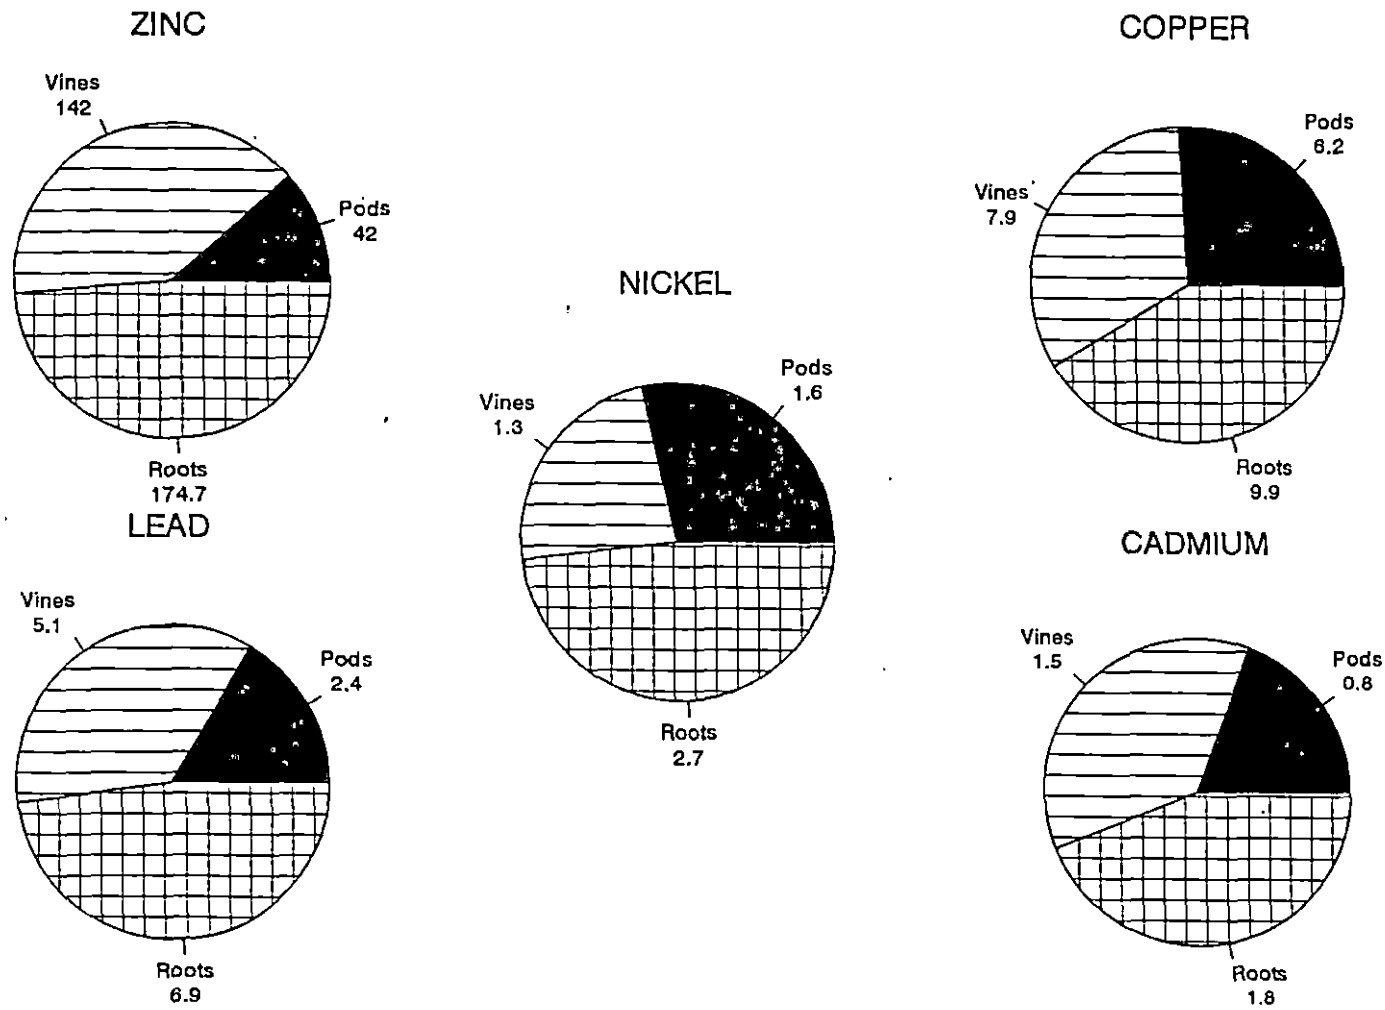 ZINC
Vines
142
Pods
42
Roots
174.7
COPPER
Pods
6.2
Vines
7.9
Roots
9.9
NICKEL
Pods
1.6
Vines
1.3
Roots
2.7
LEAD
Vines
5.1
Pods
2.4
Roots
6.9
CADMIUM
Vines
1.5
Pods
0.8
Roots
1.8